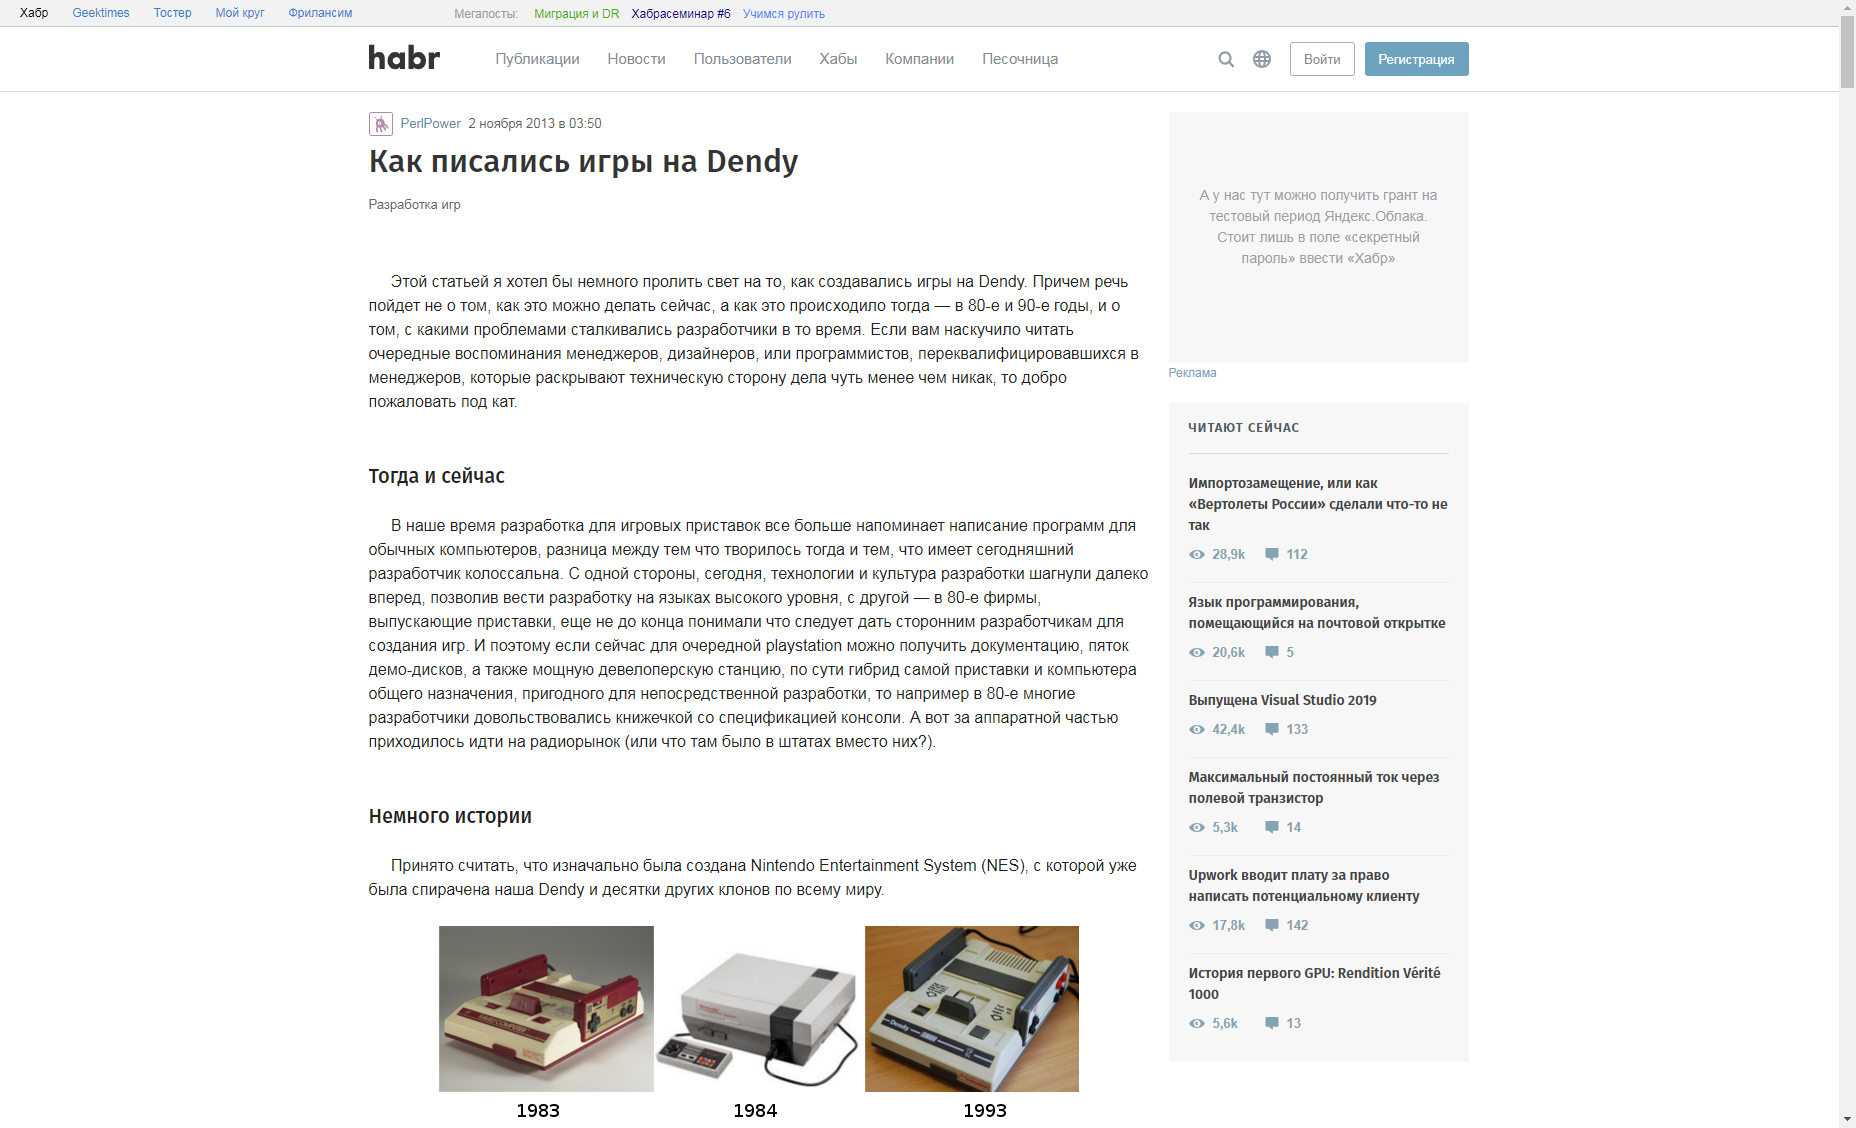 Хабр Geektimes Тостер Мой круг Фрилансим Мегапосты: Миграция и DR Хабрасеминар #6 Учимся рулить
habr Публикации Новости Пользователи Хабы Компании Песочница Войти Регистрация
PerlPower 2 ноября 2013 в 03:50
Как писались игры на Dendy
Разработка игр
Этой статьей я хотел бы немного пролить свет на то, как создавались игры на Dendy. Причем речь
пойдет не о том, как это можно делать сейчас, а как это происходило тогда — в 80-е и 90-е годы, и о
том, с какими проблемами сталкивались разработчики в то время. Если вам наскучило читать
очередные воспоминания менеджеров, дизайнеров, или программистов, переквалифицировавшихся в
менеджеров, которые раскрывают техническую сторону дела чуть менее чем никак, то добро
пожаловать под кат.
Тогда и сейчас
В наше время разработка для игровых приставок все больше напоминает написание программ для
обычных компьютеров, разница между тем что творилось тогда и тем, что имеет сегодняшний
разработчик колоссальна. С одной стороны, сегодня, технологии и культура разработки шагнули далеко
вперед, позволив вести разработку на языках высокого уровня, с другой — в 80-е фирмы,
выпускающие приставки, еще не до конца понимали что следует дать сторонним разработчикам для
создания игр. И поэтому если сейчас для очередной playstation можно получить документацию, пяток
демо-дисков, а также мощную девелоперскую станцию, по сути гибрид самой приставки и компьютера
общего назначения, пригодного для непосредственной разработки, то например в 80-е многие
разработчики довольствовались книжечкой со спецификацией консоли. А вот за аппаратной частью
приходилось идти на радиорынок (или что там было в штатах вместо них?).
Немного истории
Принято считать, что изначально была создана Nintendo Entertainment System (NES), с которой уже
была спирачена наша Dendy и десятки других клонов по всему миру.
Dendy
1983 1984 1993
А у нас тут можно получить грант на
тестовый период Яндекс.Облака.
Стоит лишь в поле «секретный
пароль» ввести «Хабр»
Реклама
ЧИТАЮТ СЕЙЧАС
Импортозамещение, или как
«Вертолеты России» сделали что-то не
так
28,9k 112
Язык программирования,
помещающийся на почтовой открытке
20,6k 5
Выпущена Visual Studio 2019
42,4k 133
Максимальный постоянный ток через
полевой транзистор
5,3k 14
Upwork вводит плату за право
написать потенциальному клиенту
17,8k 142
История первого GPU: Rendition Vérité
1000
5,6k 13